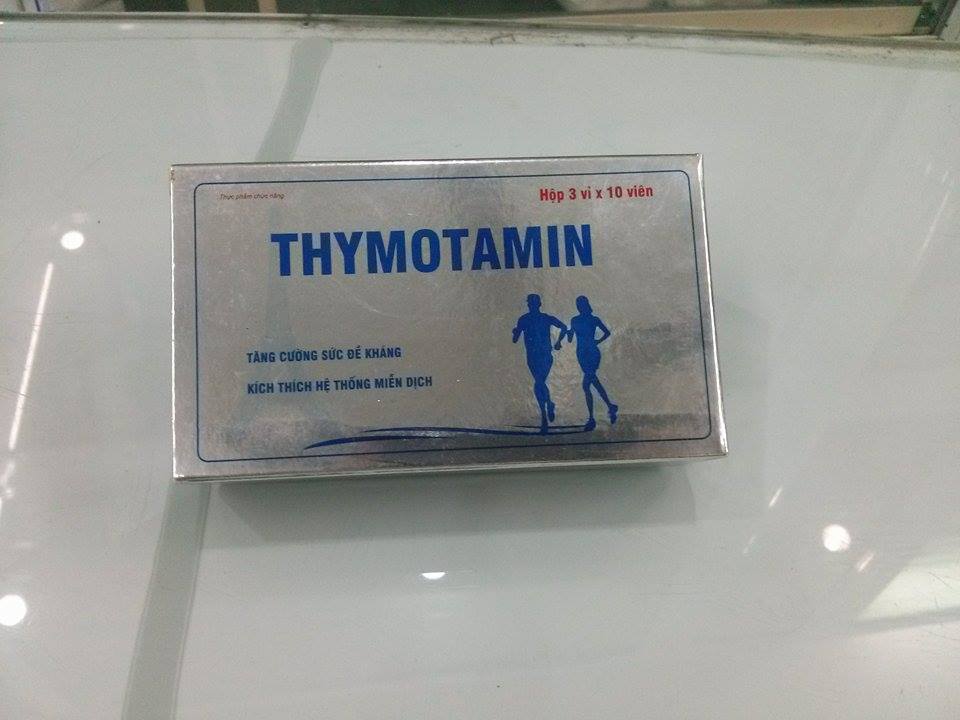 Thực phẩm chức năng
Hộp 3 vỉ x 10 viên
THYMOTAMIN
TĂNG CƯỜNG SỨC ĐỀ KHÁNG
KÍCH THÍCH HỆ THỐNG MIỄN DỊCH